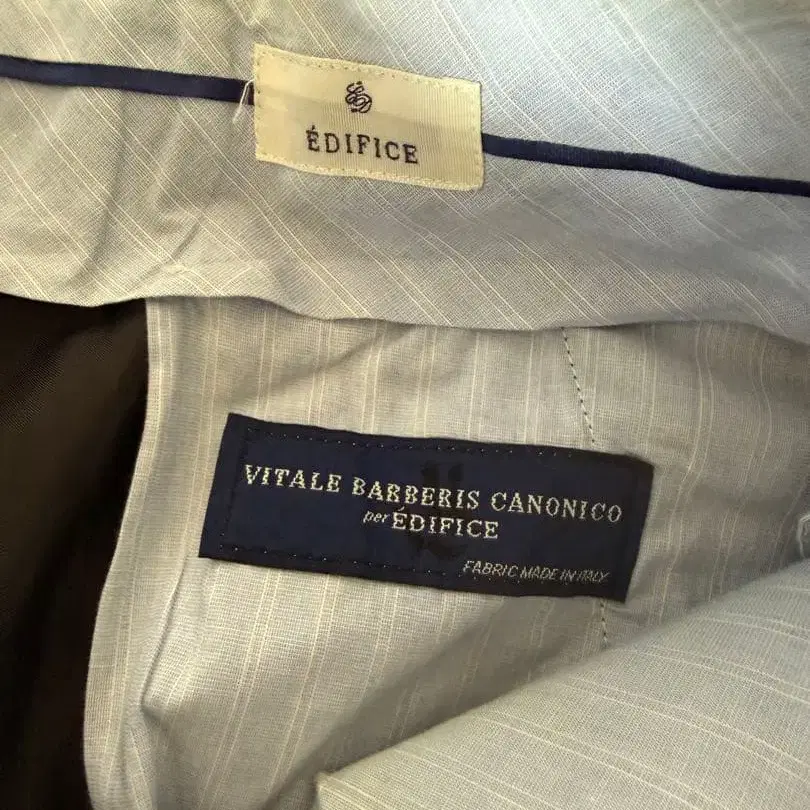 ÉDIFICE
VITALE BARBERIS CANONICO
per ÉDIFICE
FABRIC MADE IN ITALY